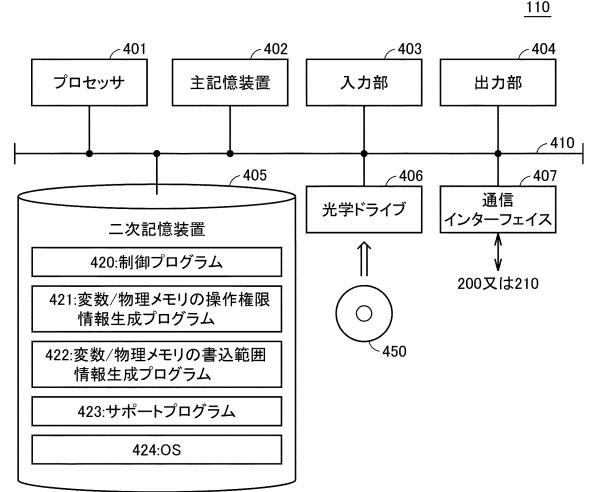 110
401
402
403
404
プロセッサ
主記憶装置
入力部
出力部
410
405
406
407
二次記憶装置
光学ドライブ
通信
インターフェイス
420:制御プログラム
200又は210
421:変数/物理メモリの操作権限
情報生成プログラム
422:変数/物理メモリの書込範囲
情報生成プログラム
450
423:サポートプログラム
424:OS